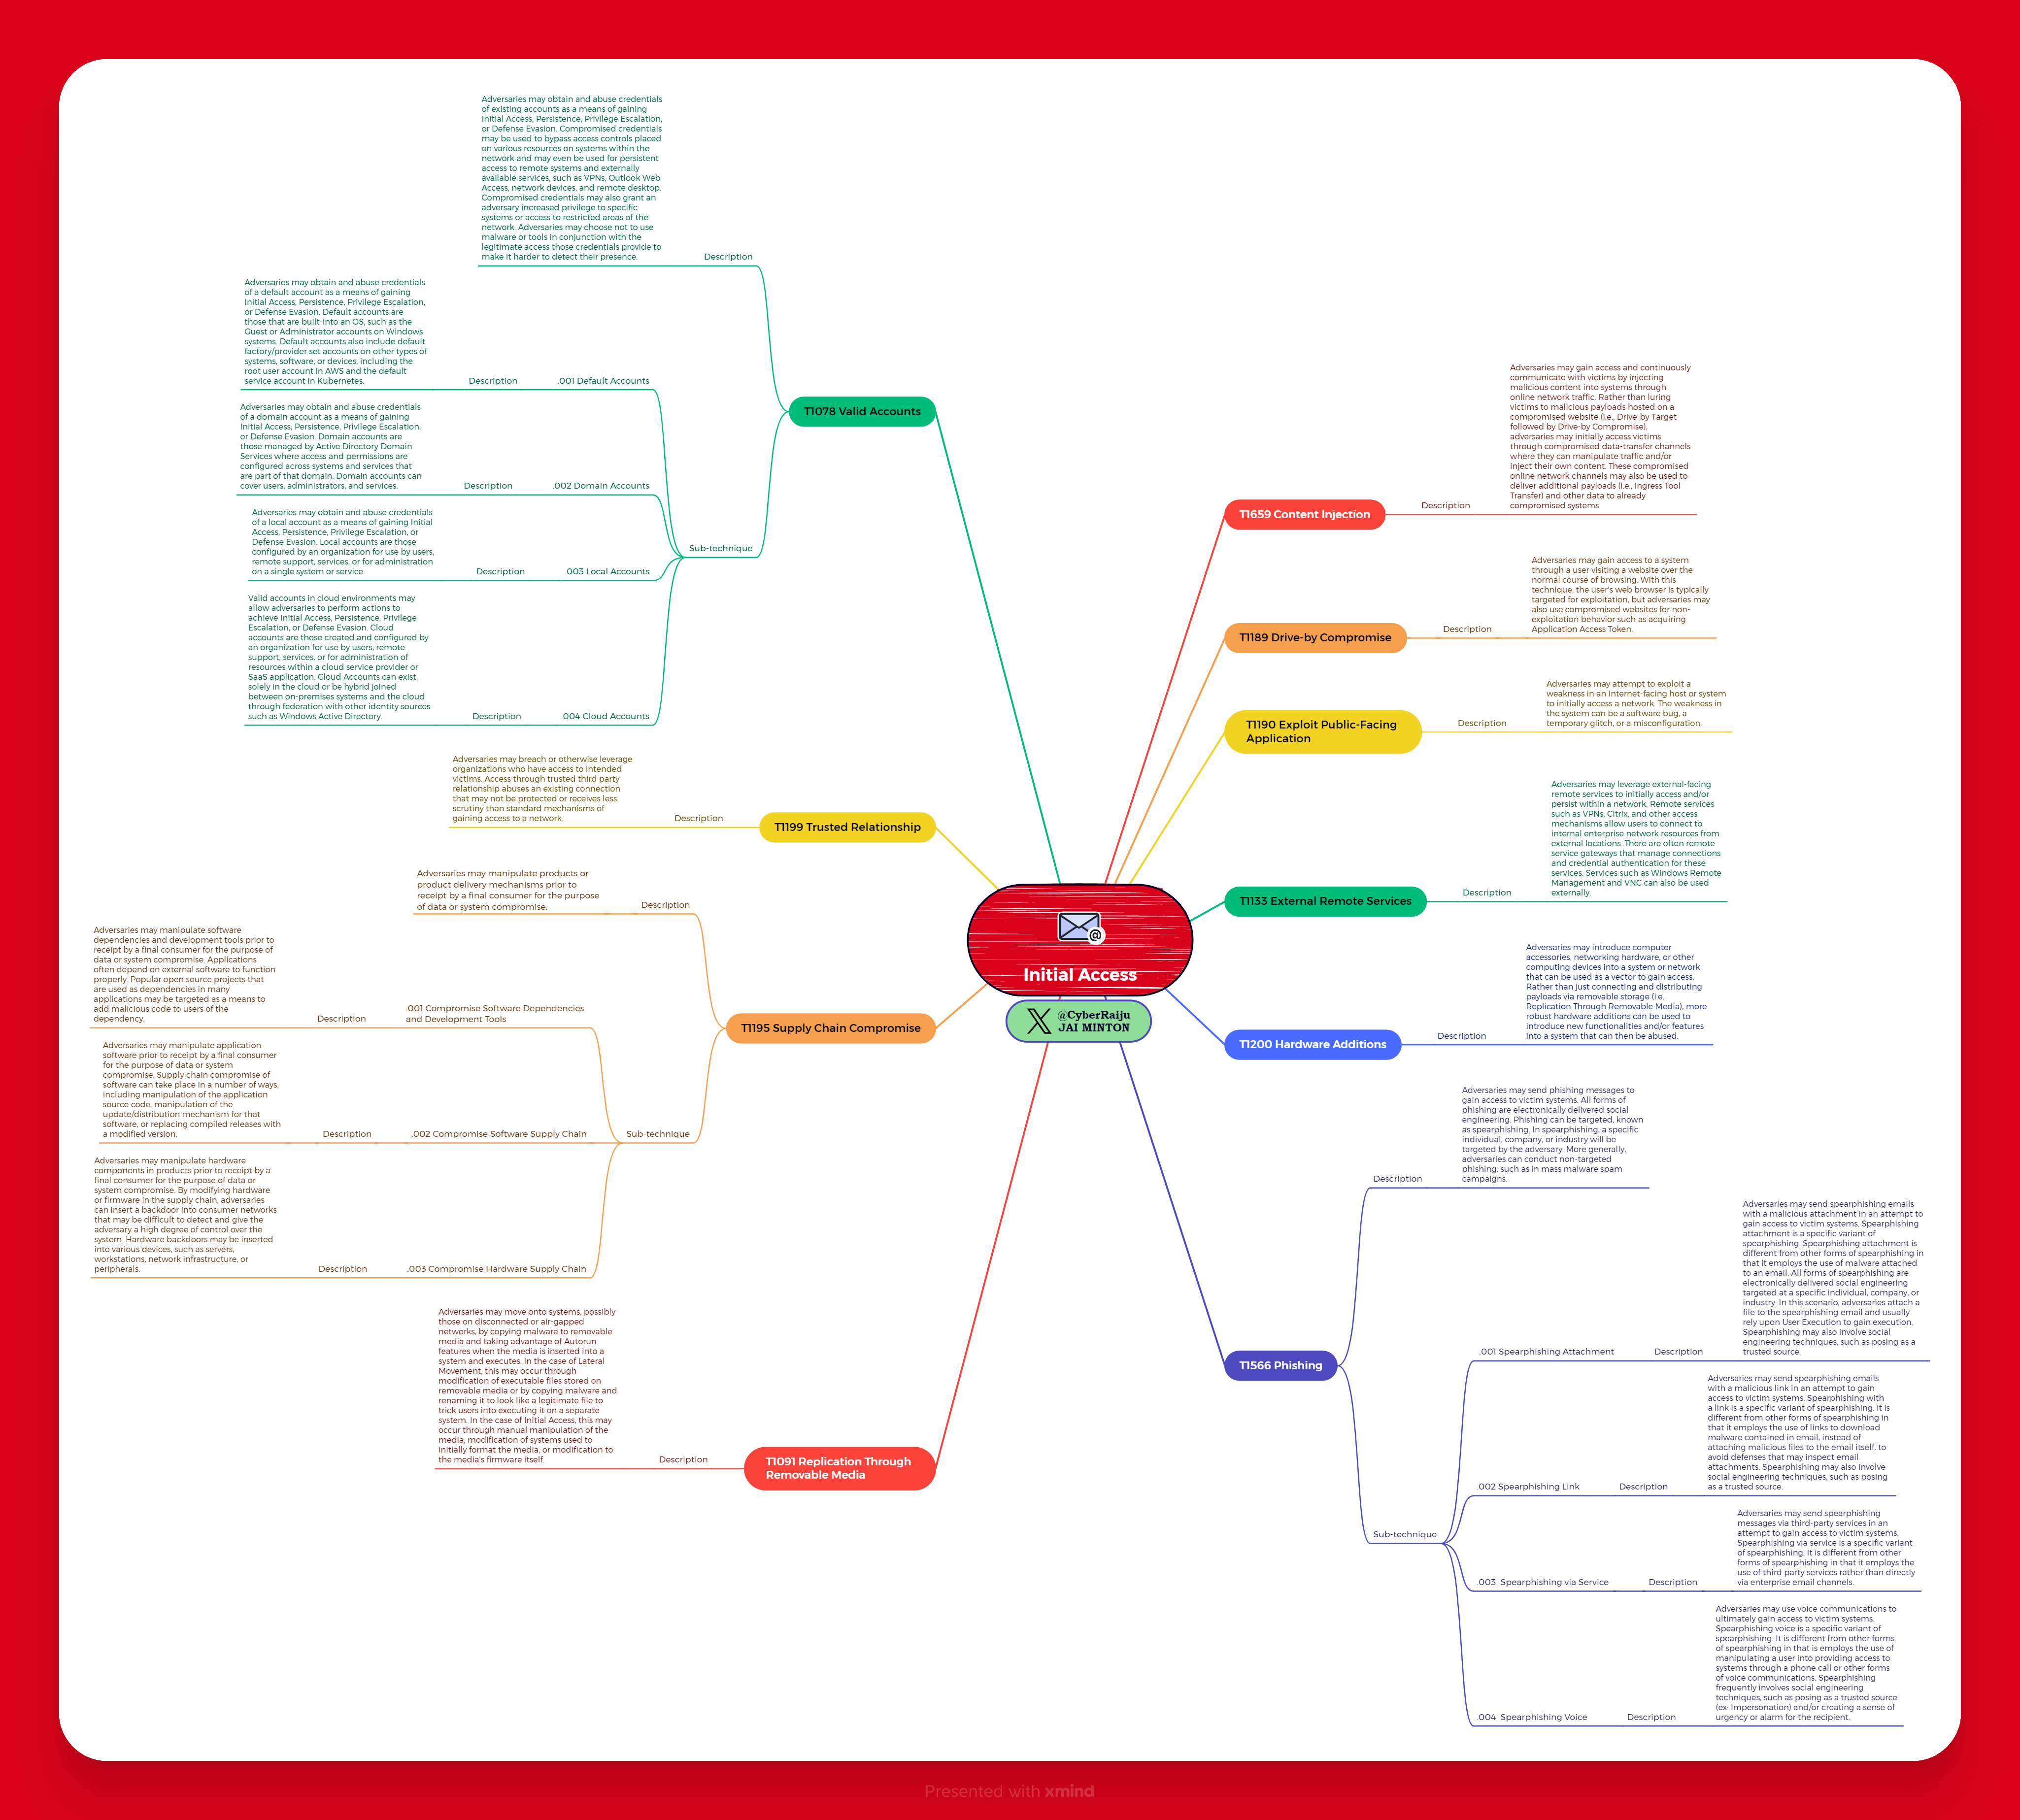 Adversaries may obtain and abuse credentials
of existing accounts as a means of gaining
Initial Access, Persistence, Privilege Escalation,
or Defense Evasion. Compromised credentials
may be used to bypass access controls placed
on various resources on systems within the
network and may even be used for persistent
access to remote systems and externally
available services, such as VPNs, Outlook Web
Access, network devices, and remote desktop.
Compromised credentials may also grant an
adversary increased privilege to specific
systems or access to restricted areas of the
network. Adversaries may choose not to use
malware or tools in conjunction with the
legitimate access those credentials provide to
make it harder to detect their presence.
Description
Adversaries may obtain and abuse credentials
of a default account as a means of gaining
Initial Access, Persistence, Privilege Escalation,
or Defense Evasion. Default accounts are
those that are built-into an OS, such as the
Guest or Administrator accounts on Windows
systems. Default accounts also include default
factory/provider set accounts on other types of
systems, software, or devices, including the
root user account in AWS and the default
service account in Kubernetes.
Description
.001 Default Accounts
Adversaries may obtain and abuse credentials
of a domain account as a means of gaining
Initial Access, Persistence, Privilege Escalation,
or Defense Evasion. Domain accounts are
those managed by Active Directory Domain
Services where access and permissions are
configured across systems and services that
are part of that domain. Domain accounts can
cover users, administrators, and services.
Description
.002 Domain Accounts
Adversaries may obtain and abuse credentials
of a local account as a means of gaining Initial
Access, Persistence, Privilege Escalation, or
Defense Evasion. Local accounts are those
configured by an organization for use by users,
remote support, services, or for administration
on a single system or service.
Description
.003 Local Accounts
Valid accounts in cloud environments may
allow adversaries to perform actions to
achieve Initial Access, Persistence, Privilege
Escalation, or Defense Evasion. Cloud
accounts are those created and configured by
an organization for use by users, remote
support, services, or for administration of
resources within a cloud service provider or
SaaS application. Cloud Accounts can exist
solely in the cloud or be hybrid joined
between on-premises systems and the cloud
through federation with other identity sources
such as Windows Active Directory.
Description
.004 Cloud Accounts
Sub-technique
T1078 Valid Accounts
Adversaries may breach or otherwise leverage
organizations who have access to intended
victims. Access through trusted third party
relationship abuses an existing connection
that may not be protected or receives less
scrutiny than standard mechanisms of
gaining access to a network.
Description
T1199 Trusted Relationship
Adversaries may manipulate products or
product delivery mechanisms prior to
receipt by a final consumer for the purpose
of data or system compromise.
Description
Adversaries may manipulate software
dependencies and development tools prior to
receipt by a final consumer for the purpose of
data or system compromise. Applications
often depend on external software to function
properly. Popular open source projects that
are used as dependencies in many
applications may be targeted as a means to
add malicious code to users of the
dependency.
Description
.001 Compromise Software Dependencies
and Development Tools
Adversaries may manipulate application
software prior to receipt by a final consumer
for the purpose of data or system
compromise. Supply chain compromise of
software can take place in a number of ways,
including manipulation of the application
source code, manipulation of the
update/distribution mechanism for that
software, or replacing compiled releases with
a modified version.
Description
.002 Compromise Software Supply Chain
Adversaries may manipulate hardware
components in products prior to receipt by a
final consumer for the purpose of data or
system compromise. By modifying hardware
or firmware in the supply chain, adversaries
can insert a backdoor into consumer networks
that may be difficult to detect and give the
adversary a high degree of control over the
system. Hardware backdoors may be inserted
into various devices, such as servers,
workstations, network infrastructure, or
peripherals.
Description
.003 Compromise Hardware Supply Chain
Sub-technique
T1195 Supply Chain Compromise
Adversaries may move onto systems, possibly
those on disconnected or air-gapped
networks, by copying malware to removable
media and taking advantage of Autorun
features when the media is inserted into a
system and executes. In the case of Lateral
Movement, this may occur through
modification of executable files stored on
removable media or by copying malware and
renaming it to look like a legitimate file to
trick users into executing it on a separate
system. In the case of Initial Access, this may
occur through manual manipulation of the
media, modification of systems used to
initially format the media, or modification to
the media's firmware itself.
Description
T1091 Replication Through
Removable Media
@
Initial Access
@CyberRaiju
JAI MINTON
T1659 Content Injection
Description
Adversaries may gain access and continuously
communicate with victims by injecting
malicious content into systems through
online network traffic. Rather than luring
victims to malicious payloads hosted on a
compromised website (i.e., Drive-by Target
followed by Drive-by Compromise),
adversaries may initially access victims
through compromised data-transfer channels
where they can manipulate traffic and/or
inject their own content. These compromised
online network channels may also be used to
deliver additional payloads (i.e., Ingress Tool
Transfer) and other data to already
compromised systems.
T1189 Drive-by Compromise
Description
Adversaries may gain access to a system
through a user visiting a website over the
normal course of browsing. With this
technique, the user's web browser is typically
targeted for exploitation, but adversaries may
also use compromised websites for non-
exploitation behavior such as acquiring
Application Access Token.
T1190 Exploit Public-Facing
Application
Description
Adversaries may attempt to exploit a
weakness in an Internet-facing host or system
to initially access a network. The weakness in
the system can be a software bug, a
temporary glitch, or a misconfiguration.
T1133 External Remote Services
Description
Adversaries may leverage external-facing
remote services to initially access and/or
persist within a network. Remote services
such as VPNs, Citrix, and other access
mechanisms allow users to connect to
internal enterprise network resources from
external locations. There are often remote
service gateways that manage connections
and credential authentication for these
services. Services such as Windows Remote
Management and VNC can also be used
externally.
T1200 Hardware Additions
Description
Adversaries may introduce computer
accessories, networking hardware, or other
computing devices into a system or network
that can be used as a vector to gain access.
Rather than just connecting and distributing
payloads via removable storage (i.e.
Replication Through Removable Media), more
robust hardware additions can be used to
introduce new functionalities and/or features
into a system that can then be abused.
T1566 Phishing
Description
Adversaries may send phishing messages to
gain access to victim systems. All forms of
phishing are electronically delivered social
engineering. Phishing can be targeted, known
as spearphishing. In spearphishing, a specific
individual, company, or industry will be
targeted by the adversary. More generally,
adversaries can conduct non-targeted
phishing, such as in mass malware spam
campaigns.
Sub-technique
.001 Spearphishing Attachment
Description
Adversaries may send spearphishing emails
with a malicious attachment in an attempt to
gain access to victim systems. Spearphishing
attachment is a specific variant of
spearphishing. Spearphishing attachment is
different from other forms of spearphishing in
that it employs the use of malware attached
to an email. All forms of spearphishing are
electronically delivered social engineering
targeted at a specific individual, company, or
industry. In this scenario, adversaries attach a
file to the spearphishing email and usually
rely upon User Execution to gain execution.
Spearphishing may also involve social
engineering techniques, such as posing as a
trusted source.
.002 Spearphishing Link
Description
Adversaries may send spearphishing emails
with a malicious link in an attempt to gain
access to victim systems. Spearphishing with
a link is a specific variant of spearphishing. It is
different from other forms of spearphishing in
that it employs the use of links to download
malware contained in email, instead of
attaching malicious files to the email itself, to
avoid defenses that may inspect email
attachments. Spearphishing may also involve
social engineering techniques, such as posing
as a trusted source.
.003 Spearphishing via Service
Description
Adversaries may send spearphishing
messages via third-party services in an
attempt to gain access to victim systems.
Spearphishing via service is a specific variant
of spearphishing. It is different from other
forms of spearphishing in that it employs the
use of third party services rather than directly
via enterprise email channels.
.004 Spearphishing Voice
Description
Adversaries may use voice communications to
ultimately gain access to victim systems.
Spearphishing voice is a specific variant of
spearphishing. It is different from other forms
of spearphishing in that is employs the use of
manipulating a user into providing access to
systems through a phone call or other forms
of voice communications. Spearphishing
frequently involves social engineering
techniques, such as posing as a trusted source
(ex: Impersonation) and/or creating a sense of
urgency or alarm for the recipient.
Presented with xmind